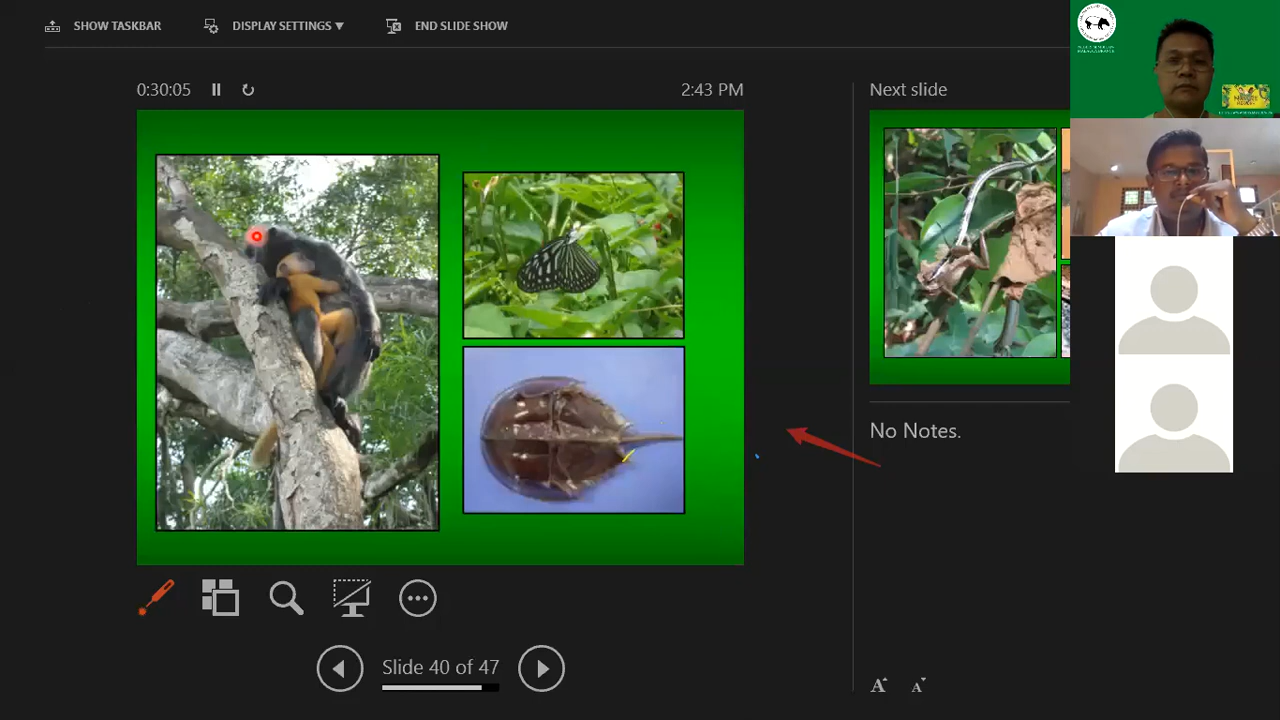 SHOW TASKBAR
DISPLAY SETTINGS ▼
END SLIDE SHOW
0:30:05
2:43 PM
Next slide
No Notes.
Slide 40 of 47
A
A